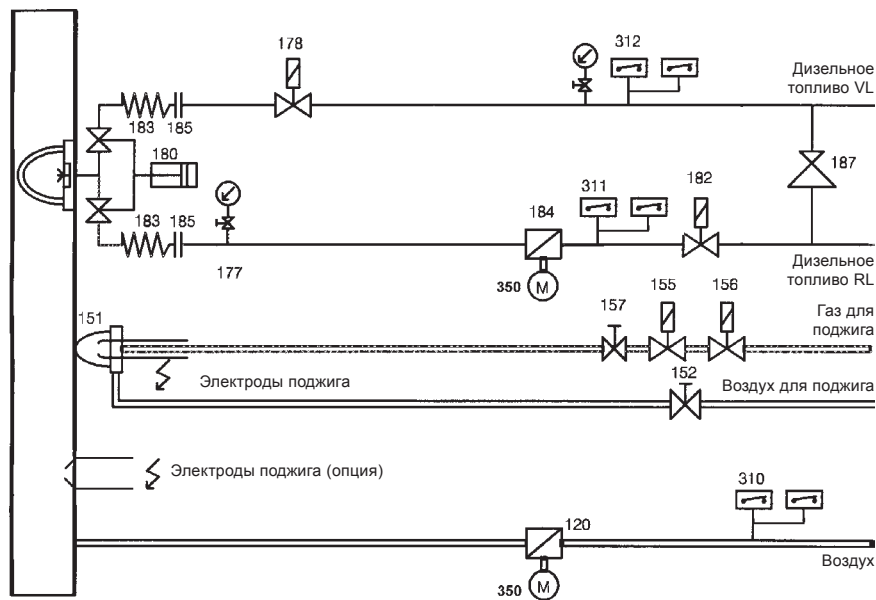 178
312
Дизельное
топливо VL
183
185
180
187
183
185
177
184
311
182
350
M
Дизельное
топливо RL
151
157
155
156
Газ для
поджига
Электроды поджига
152
Воздух для поджига
Электроды поджига (опция)
310
120
Воздух
350
M